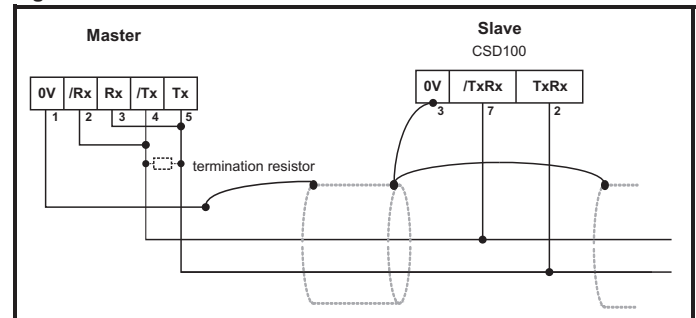 Master
Slave
CSD100
0V /Rx Rx /Tx Tx
1 2 3 4 5
0V /TxRx TxRx
3 7 2
termination resistor